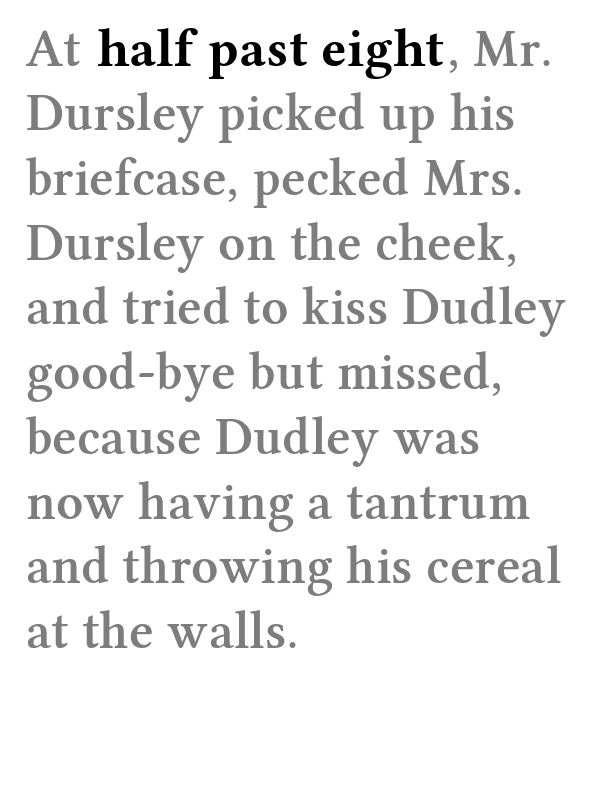 At half past eight, Mr.
Dursley picked up his
briefcase, pecked Mrs.
Dursley on the cheek,
and tried to kiss Dudley
good-bye but missed,
because Dudley was
now having a tantrum
and throwing his cereal
at the walls.